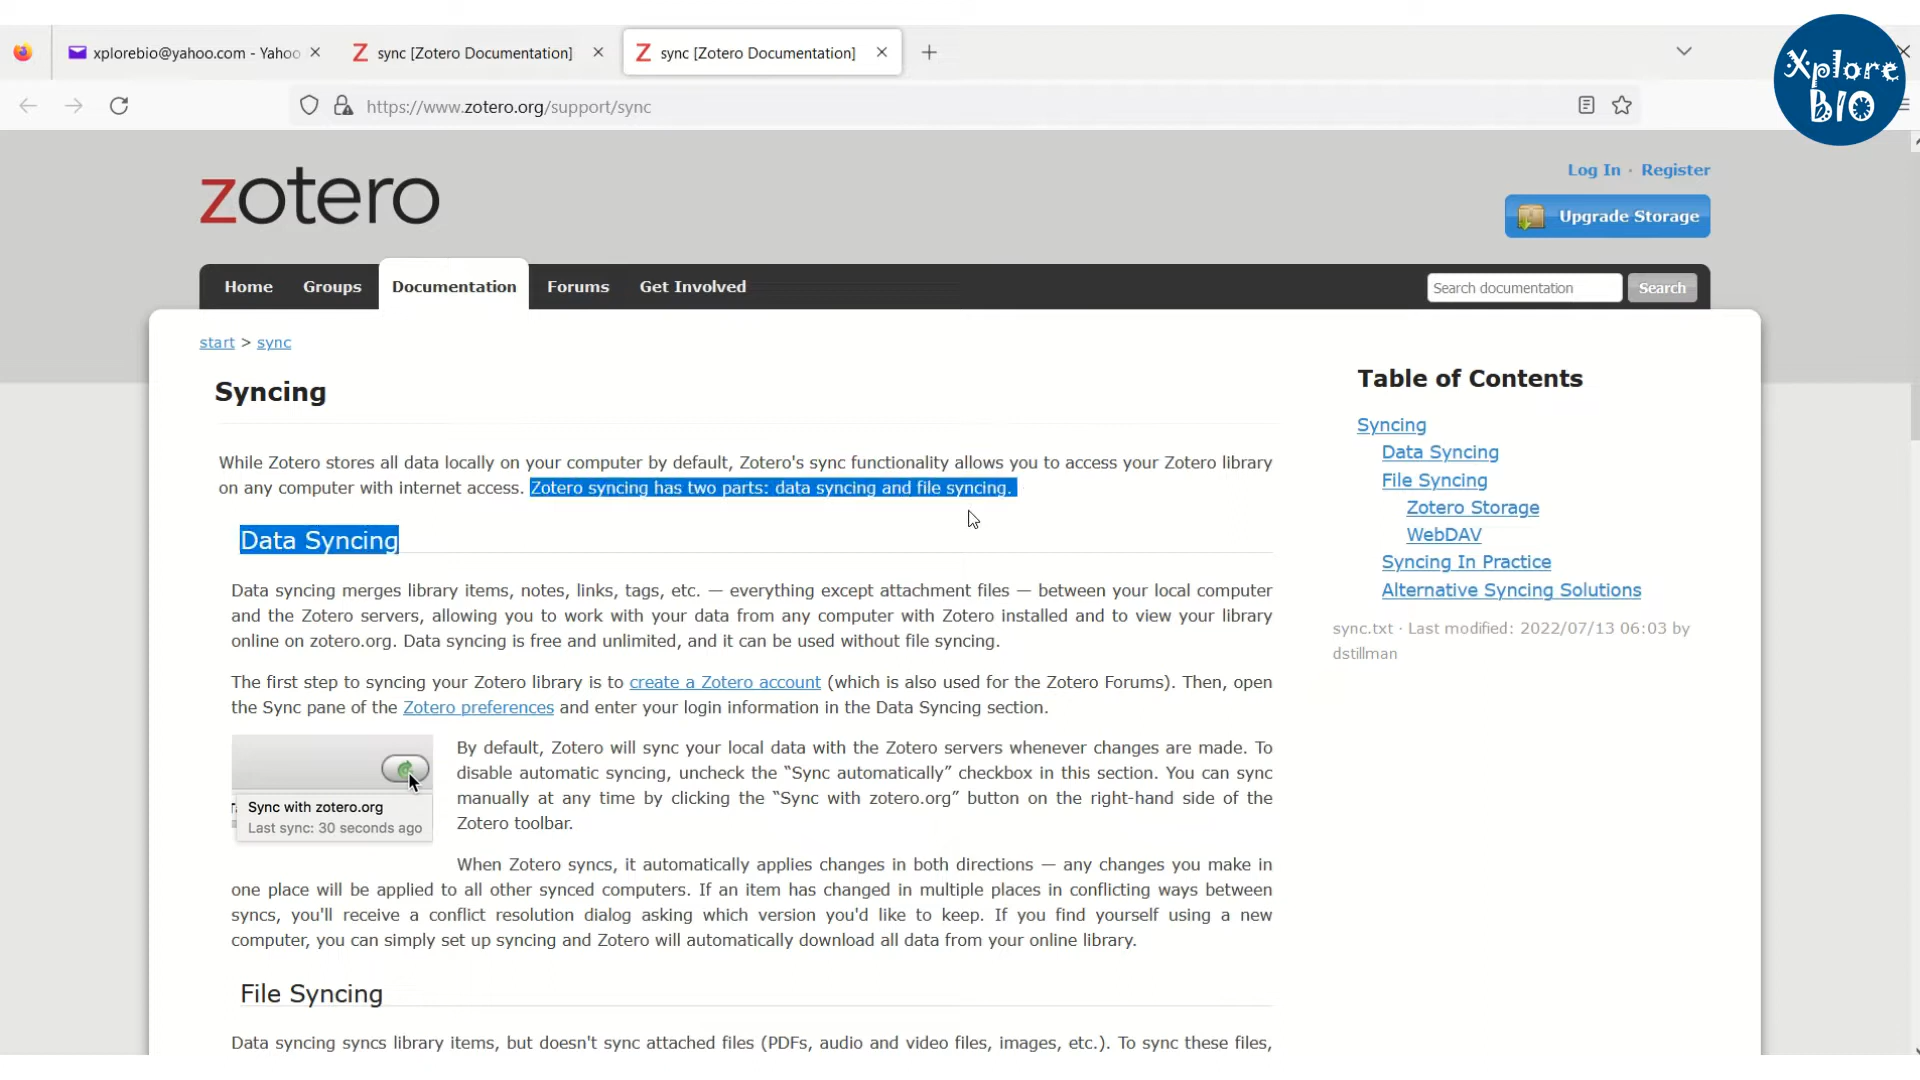 xplorebio@yahoo.com - Yahoo
sync [Zotero Documentation]
sync [Zotero Documentation]
Xplore
BIO
https://www.zotero.org/support/sync
zotero
Log In · Register
Upgrade Storage
Home
Groups
Documentation
Forums
Get Involved
Search documentation
Search
start > sync
Syncing
While Zotero stores all data locally on your computer by default, Zotero's sync functionality allows you to access your Zotero library
on any computer with internet access. Zotero syncing has two parts: data syncing and file syncing.
Data Syncing
Data syncing merges library items, notes, links, tags, etc. — everything except attachment files — between your local computer
and the Zotero servers, allowing you to work with your data from any computer with Zotero installed and to view your library
online on zotero.org. Data syncing is free and unlimited, and it can be used without file syncing.
The first step to syncing your Zotero library is to create a Zotero account (which is also used for the Zotero Forums). Then, open
the Sync pane of the Zotero preferences and enter your login information in the Data Syncing section.
Sync with zotero.org
Last sync: 30 seconds ago
By default, Zotero will sync your local data with the Zotero servers whenever changes are made. To
disable automatic syncing, uncheck the “Sync automatically” checkbox in this section. You can sync
manually at any time by clicking the “Sync with zotero.org” button on the right-hand side of the
Zotero toolbar.
When Zotero syncs, it automatically applies changes in both directions — any changes you make in
one place will be applied to all other synced computers. If an item has changed in multiple places in conflicting ways between
syncs, you'll receive a conflict resolution dialog asking which version you'd like to keep. If you find yourself using a new
computer, you can simply set up syncing and Zotero will automatically download all data from your online library.
File Syncing
Data syncing syncs library items, but doesn't sync attached files (PDFs, audio and video files, images, etc.). To sync these files,
Table of Contents
Syncing
Data Syncing
File Syncing
Zotero Storage
WebDAV
Syncing In Practice
Alternative Syncing Solutions
sync.txt · Last modified: 2022/07/13 06:03 by
dstillman